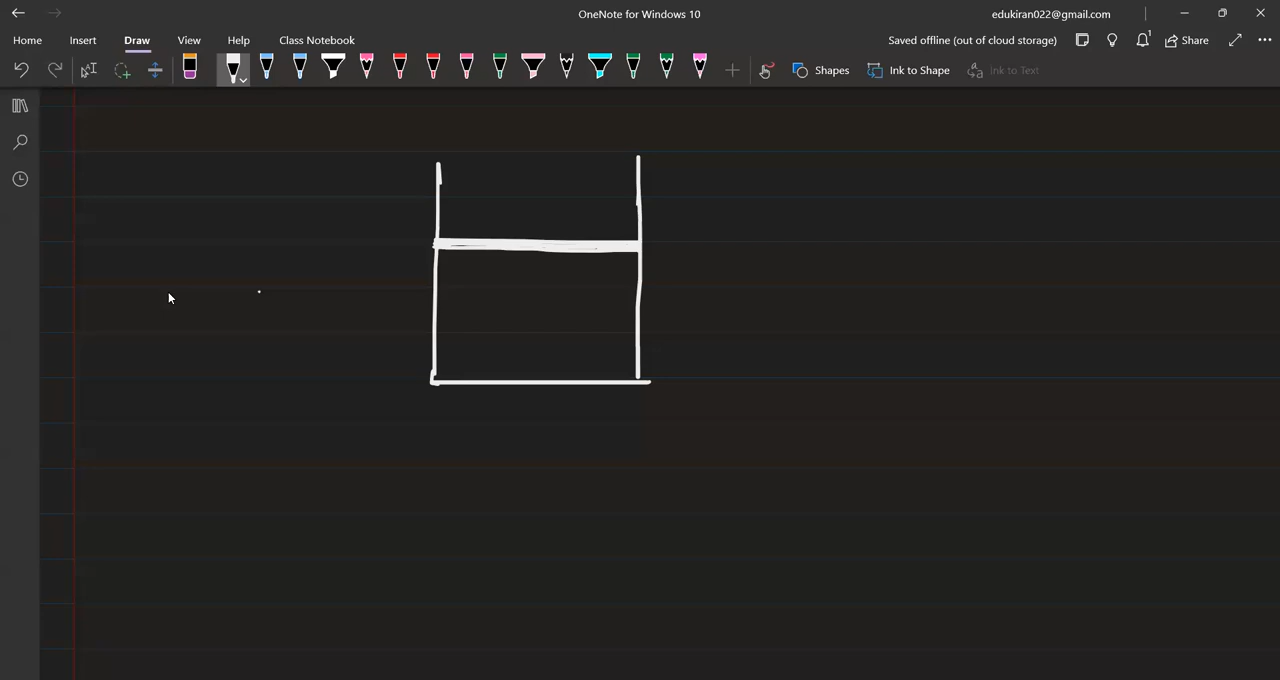 OneNote for Windows 10
edukiran022@gmail.com
Home Insert Draw View Help Class Notebook
Saved offline (out of cloud storage)
1
Share
Shapes
Ink to Shape
Ink to Text